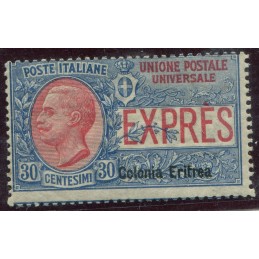 POSTE ITALIANE
UNIONE POSTALE
UNIVERSALE
EXPRÈS
Colonia Eritrea
30 30
CENTESIMI